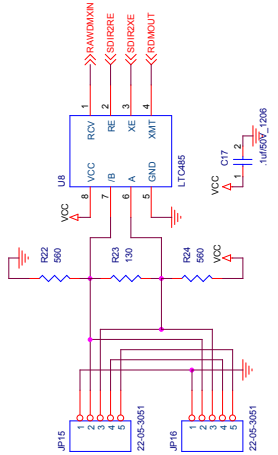 RAWDMXIN
SDIR2RE
SDIR2XE
RDMOUT
1
2
3
4
RCV
RE
XE
XMT
U8
LTC485
VCC
/B
A
GND
8
7
6
5
VCC
C17
1
2
.1uf/50V_1206
VCC
R22
560
R23
130
R24
560
VCC
JP15
1
2
3
4
5
22-05-3051
JP16
1
2
3
4
5
22-05-3051